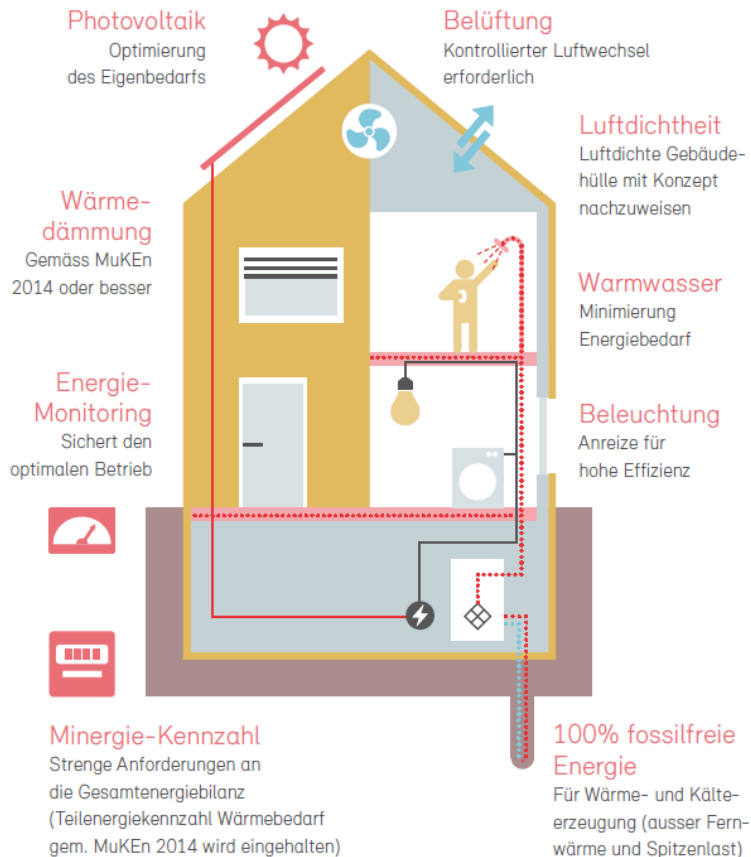 Photovoltaik
Optimierung
des Eigenbedarfs
Belüftung
Kontrollierter Luftwechsel
erforderlich
Luftdichtheit
Luftdichte Gebäude-
hülle mit Konzept
nachzuweisen
Wärme-
dämmung
Gemäss MuKEn
2014 oder besser
Warmwasser
Minimierung
Energiebedarf
Energie-
Monitoring
Sichert den
optimalen Betrieb
Beleuchtung
Anreize für
hohe Effizienz
Minergie-Kennzahl
Strenge Anforderungen an
die Gesamtenergiebilanz
(Teilenergiekennzahl Wärmebedarf
gem. MuKEn 2014 wird eingehalten)
100% fossilfreie
Energie
Für Wärme- und Kälte-
erzeugung (ausser Fern-
wärme und Spitzenlast)